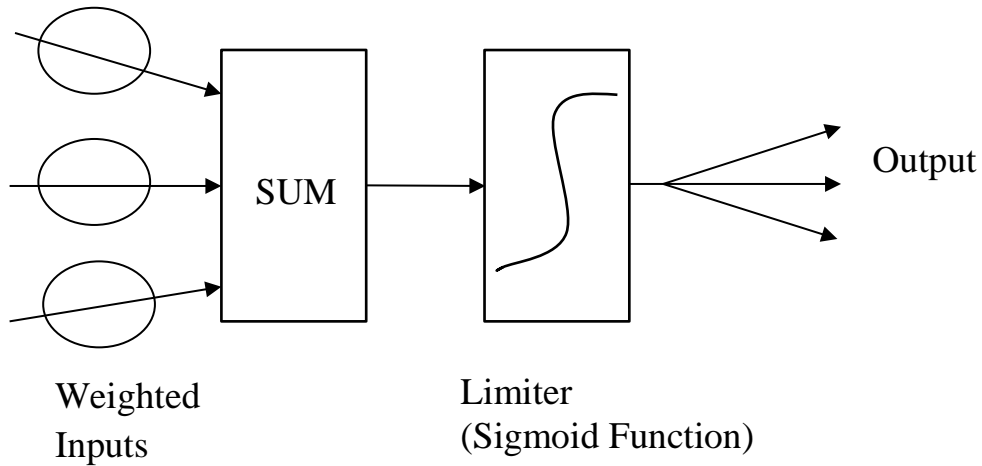 SUM
Output
Weighted
Inputs
Limiter
(Sigmoid Function)